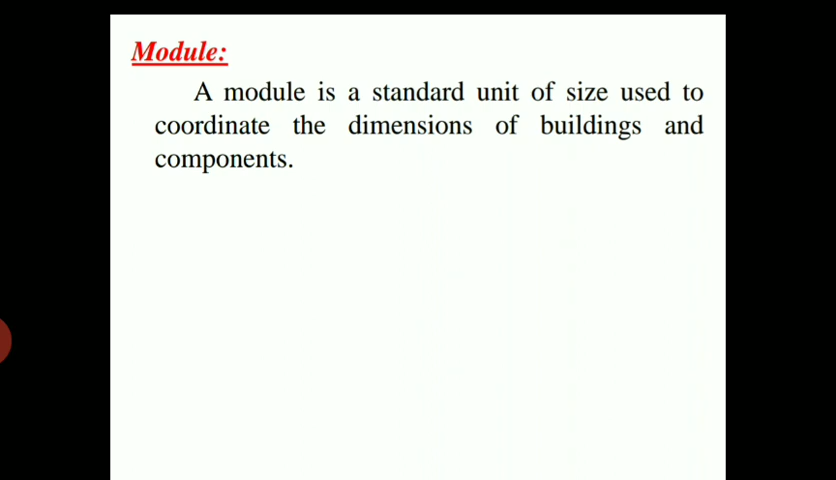 Module:
A module is a standard unit of size used to
coordinate the dimensions of buildings and
components.